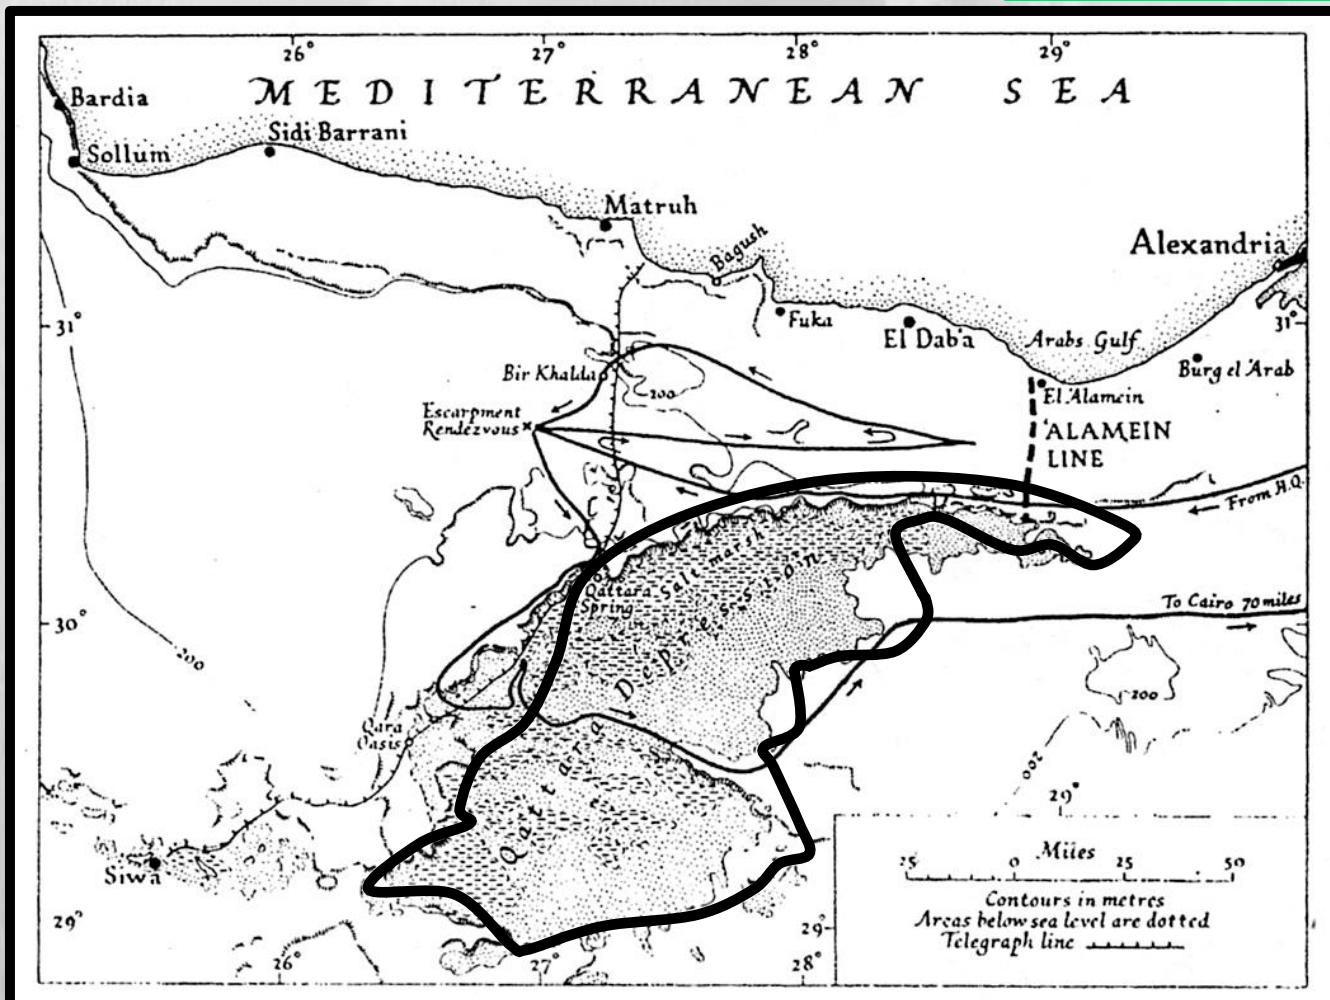 26°
27°
28°
29°
MEDITERRANEAN SEA
Bardia
Sidi Barrani
Sollum
Matruh
Bagush
Alexandria
31°
31°
Fuka
El Dab'a
Arabs Gulf
Burg el 'Arab
Bir Khalda
200
El 'Alamein
Escarpment
Rendezvous
'ALAMEIN
LINE
From H.Q.
Salt marsh
Qattara
Spring
To Cairo 70 miles
30°
200
Qattara Depression
200
Qara
Oasis
200
29°
Siwa
Miles
25 0 25 50
Contours in metres
Areas below sea level are dotted
Telegraph line
29°
29°
26°
27°
28°